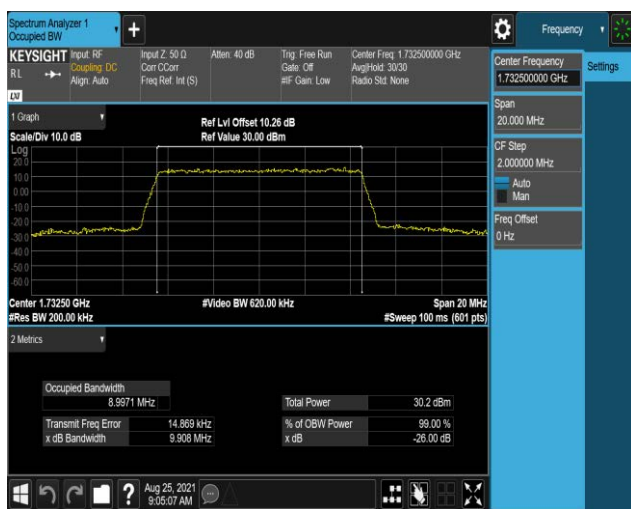 Spectrum Analyzer 1
Occupied BW
+
Frequency
KEYSIGHT
Input: RF
Coupling: DC
Align: Auto
RL
LXI
Input Z: 50 Ω
Corr CCorr
Freq Ref: Int (S)
Atten: 40 dB
Trig: Free Run
Gate: Off
#IF Gain: Low
Center Freq: 1.732500000 GHz
Avg|Hold: 30/30
Radio Std: None
Center Frequency
1.732500000 GHz
Settings
Span
20.000 MHz
CF Step
2.000000 MHz
Auto
Man
Freq Offset
0 Hz
1 Graph
Scale/Div 10.0 dB
Ref Lvl Offset 10.26 dB
Ref Value 30.00 dBm
Log
20.0
10.0
0.00
-10.0
-20.0
-30.0
-40.0
-50.0
-60.0
Center 1.73250 GHz
#Res BW 200.00 kHz
#Video BW 620.00 kHz
Span 20 MHz
#Sweep 100 ms (601 pts)
2 Metrics
Occupied Bandwidth
8.9971 MHz
Total Power 30.2 dBm
Transmit Freq Error 14.869 kHz
% of OBW Power 99.00 %
x dB Bandwidth 9.908 MHz
x dB -26.00 dB
?
Aug 25, 2021
9:05:07 AM